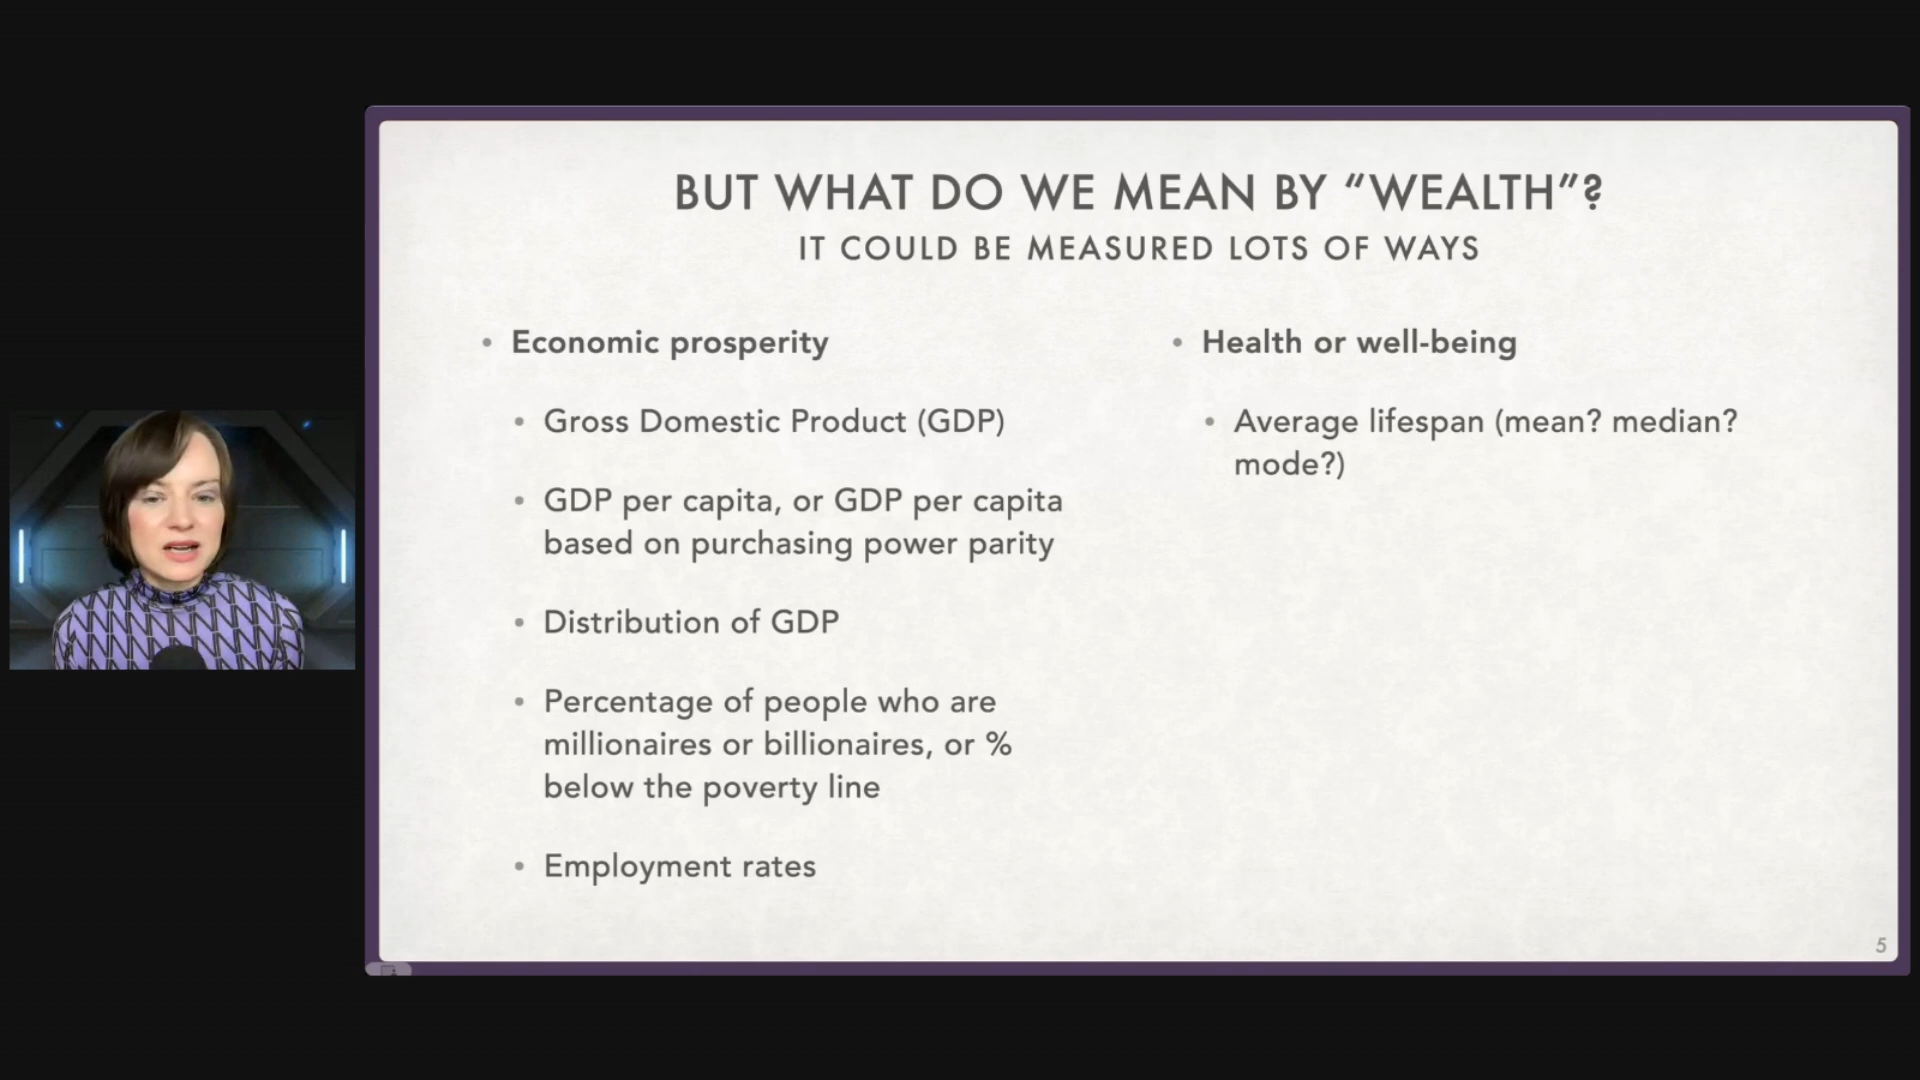 BUT WHAT DO WE MEAN BY “WEALTH”?
IT COULD BE MEASURED LOTS OF WAYS
• Economic prosperity
• Gross Domestic Product (GDP)
• GDP per capita, or GDP per capita
based on purchasing power parity
• Distribution of GDP
• Percentage of people who are
millionaires or billionaires, or %
below the poverty line
• Employment rates
• Health or well-being
• Average lifespan (mean? median?
mode?)
5